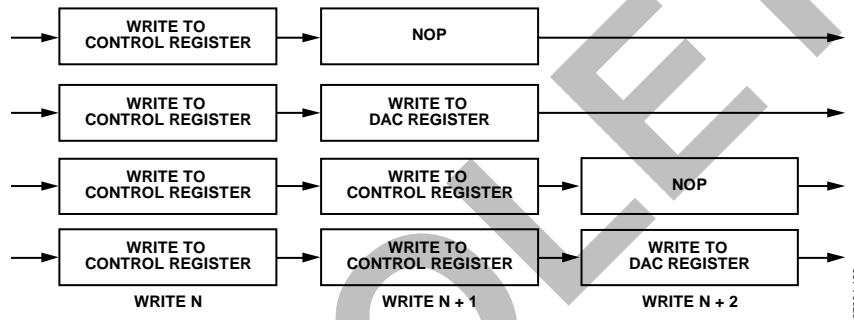 WRITE TO
CONTROL REGISTER
NOP
WRITE TO
CONTROL REGISTER
WRITE TO
DAC REGISTER
WRITE TO
CONTROL REGISTER
WRITE TO
CONTROL REGISTER
NOP
WRITE TO
CONTROL REGISTER
WRITE TO
CONTROL REGISTER
WRITE TO
DAC REGISTER
WRITE N
WRITE N + 1
WRITE N + 2